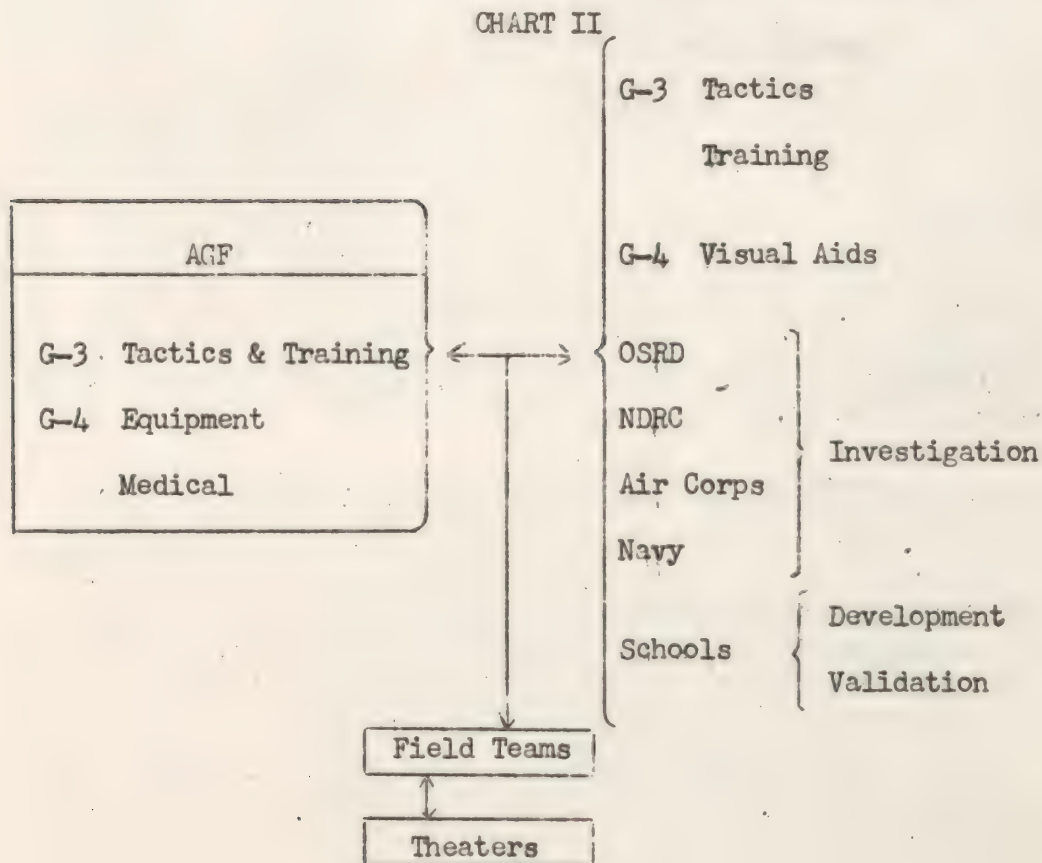 CHART II
G-3 Tactics
Training
G-4 Visual Aids
AGF
G-3 Tactics & Training
G-4 Equipment
Medical
OSRD
NDRC
Air Corps
Navy
Investigation
Schools
Development
Validation
Field Teams
Theaters